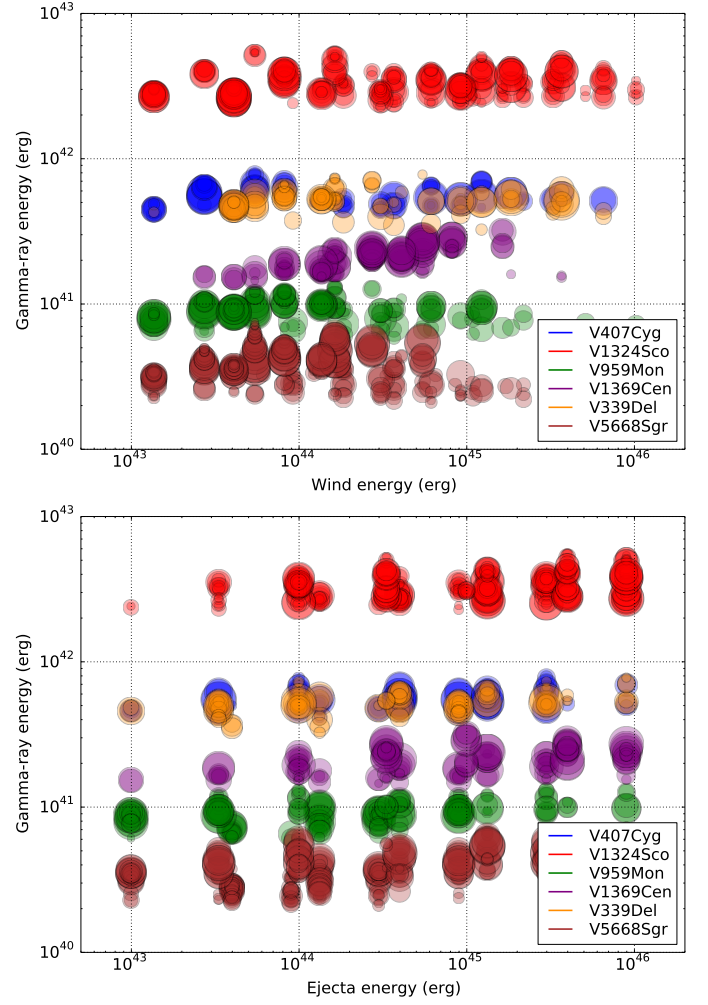 10^43
10^42
10^41
10^40
Gamma-ray energy (erg)
V407Cyg
V1324Sco
V959Mon
V1369Cen
V339Del
V5668Sgr
10^43 10^44 10^45 10^46
Wind energy (erg)
10^43
10^42
10^41
10^40
Gamma-ray energy (erg)
V407Cyg
V1324Sco
V959Mon
V1369Cen
V339Del
V5668Sgr
10^43 10^44 10^45 10^46
Ejecta energy (erg)